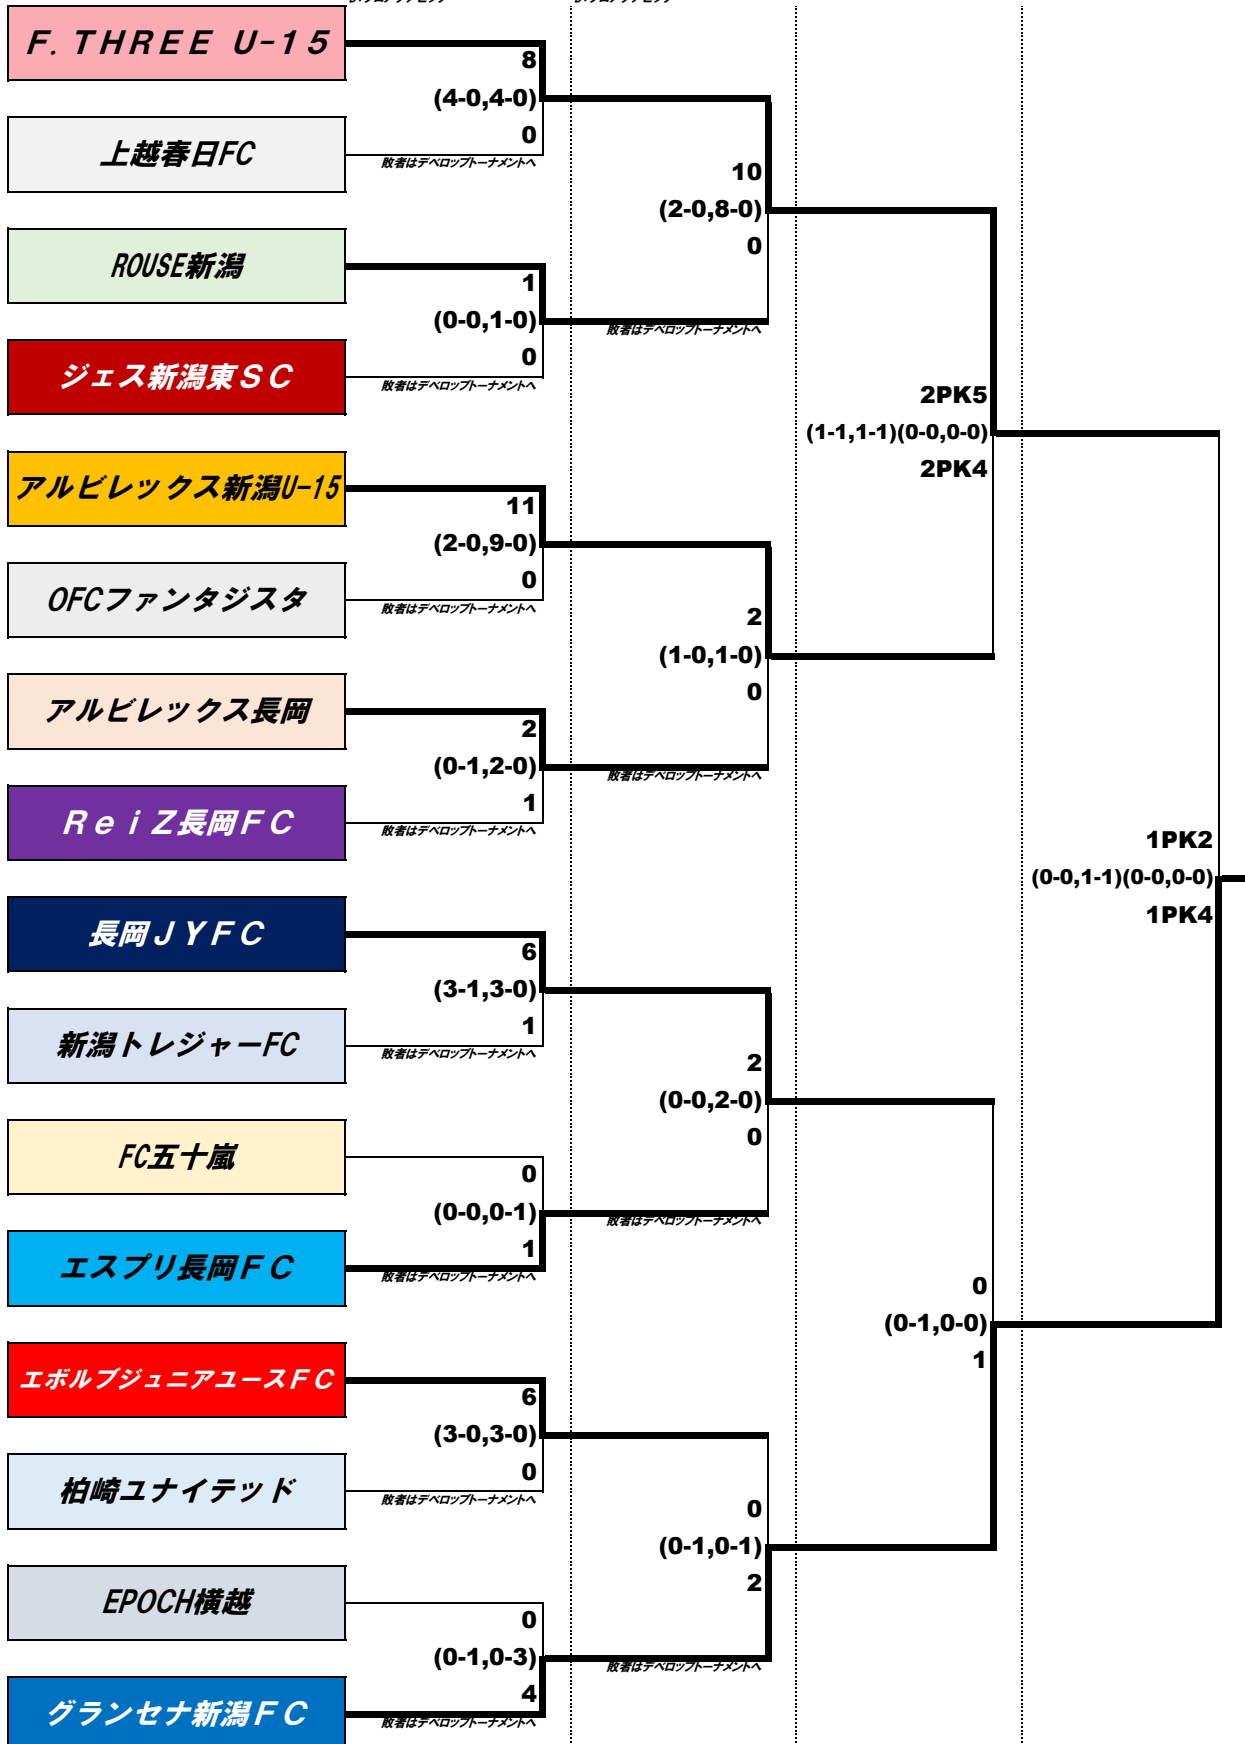 F. THREE U-15
8
(4-0,4-0)
0
上越春日FC
敗者はデベロップトーナメントへ
10
(2-0,8-0)
0
ROUSE新潟
1
(0-0,1-0)
0
敗者はデベロップトーナメントへ
ジェス新潟東ＳＣ
敗者はデベロップトーナメントへ
2PK5
(1-1,1-1)(0-0,0-0)
2PK4
アルビレックス新潟U-15
11
(2-0,9-0)
0
OFCファンタジスタ
敗者はデベロップトーナメントへ
2
(1-0,1-0)
0
アルビレックス長岡
2
(0-1,2-0)
1
敗者はデベロップトーナメントへ
ＲｅｉＺ長岡ＦＣ
敗者はデベロップトーナメントへ
1PK2
(0-0,1-1)(0-0,0-0)
1PK4
長岡ＪＹＦＣ
6
(3-1,3-0)
1
新潟トレジャーFC
敗者はデベロップトーナメントへ
2
(0-0,2-0)
0
FC五十嵐
0
(0-0,0-1)
1
敗者はデベロップトーナメントへ
エスプリ長岡ＦＣ
敗者はデベロップトーナメントへ
0
(0-1,0-0)
1
エボルブジュニアユースＦＣ
6
(3-0,3-0)
0
柏崎ユナイテッド
敗者はデベロップトーナメントへ
0
(0-1,0-1)
2
EPOCH横越
0
(0-1,0-3)
4
敗者はデベロップトーナメントへ
グランセナ新潟ＦＣ
敗者はデベロップトーナメントへ